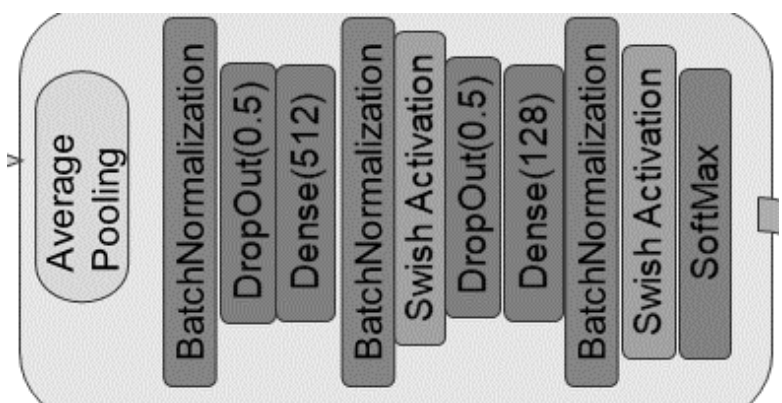 Average
Pooling
BatchNormalization
DropOut(0.5)
Dense(512)
BatchNormalization
Swish Activation
DropOut(0.5)
Dense(128)
BatchNormalization
Swish Activation
SoftMax